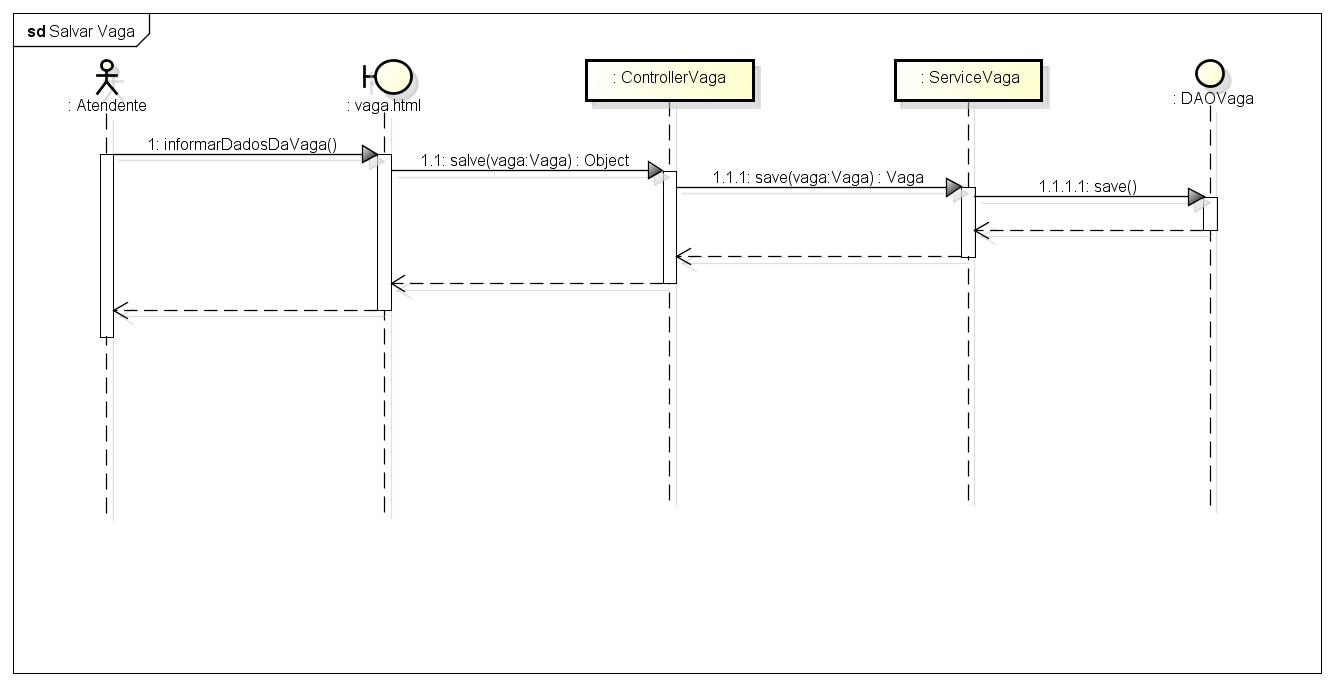 sd Salvar Vaga
: Atendente
: vaga.html
: ControllerVaga
: ServiceVaga
: DAOVaga
1: informarDadosDaVaga()
1.1: salve(vaga:Vaga) : Object
1.1.1: save(vaga:Vaga) : Vaga
1.1.1.1: save()